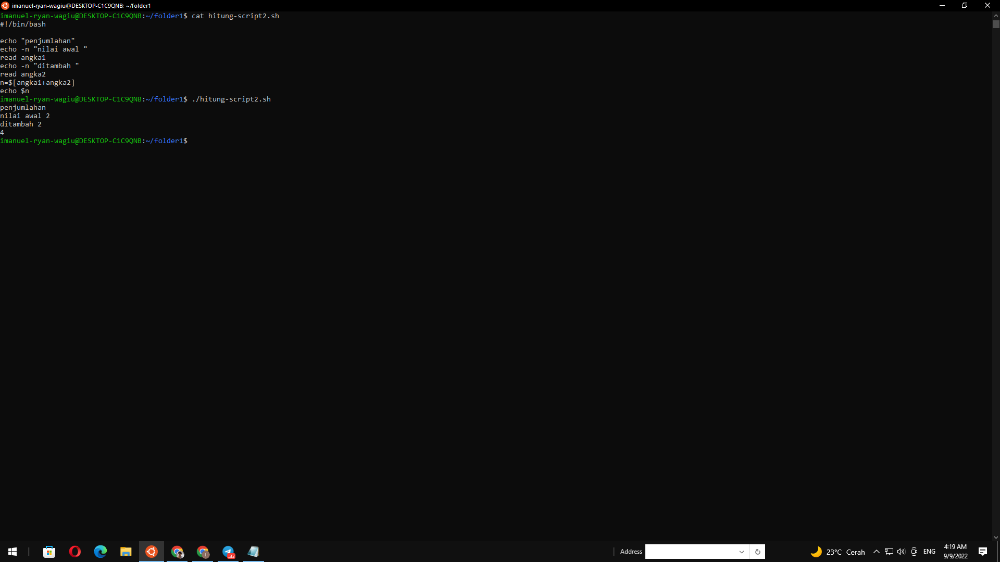 imanuel-ryan-wagiu@DESKTOP-C1C9QNB: ~/folder1
imanuel-ryan-wagiu@DESKTOP-C1C9QNB:~/folder1$ cat hitung-script2.sh
#!/bin/bash
echo "penjumlahan"
echo -n "nilai awal "
read angka1
echo -n "ditambah "
read angka2
n=$[angka1+angka2]
echo $n
imanuel-ryan-wagiu@DESKTOP-C1C9QNB:~/folder1$ ./hitung-script2.sh
penjumlahan
nilai awal 2
ditambah 2
4
imanuel-ryan-wagiu@DESKTOP-C1C9QNB:~/folder1$
.32
Address
23°C Cerah
ENG
4:19 AM
9/9/2022